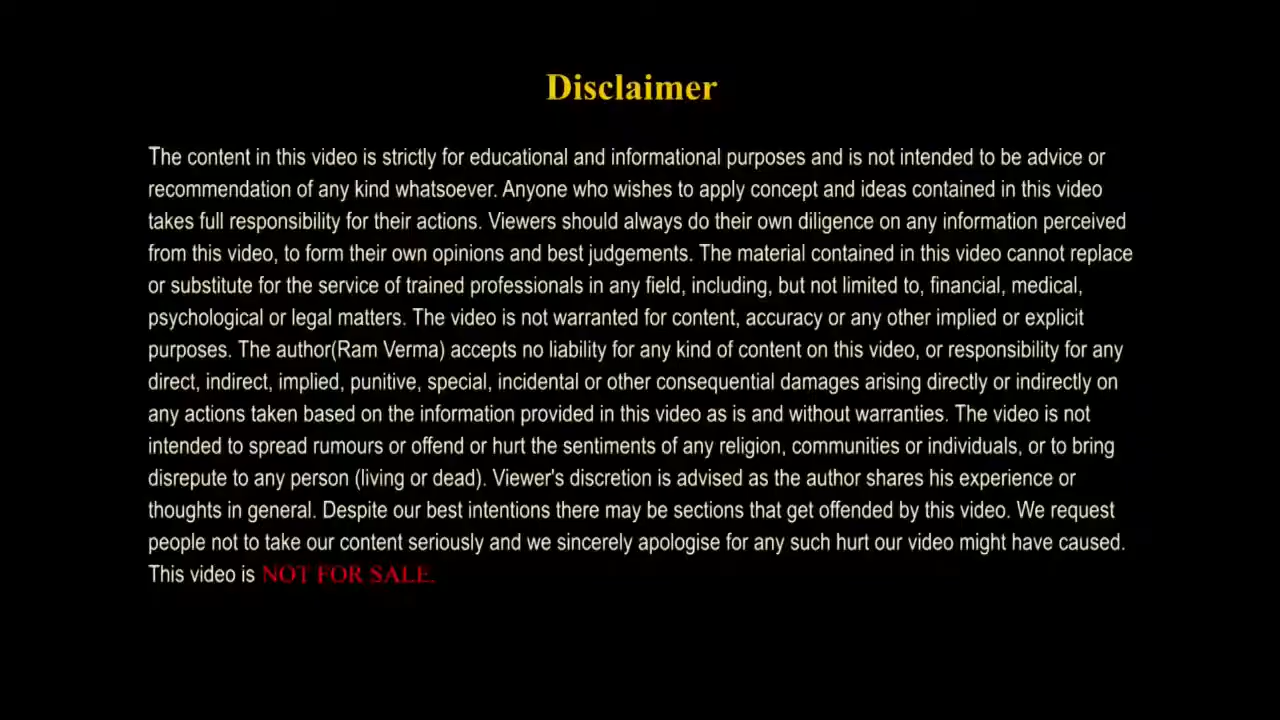 Disclaimer
The content in this video is strictly for educational and informational purposes and is not intended to be advice or
recommendation of any kind whatsoever. Anyone who wishes to apply concept and ideas contained in this video
takes full responsibility for their actions. Viewers should always do their own diligence on any information perceived
from this video, to form their own opinions and best judgements. The material contained in this video cannot replace
or substitute for the service of trained professionals in any field, including, but not limited to, financial, medical,
psychological or legal matters. The video is not warranted for content, accuracy or any other implied or explicit
purposes. The author(Ram Verma) accepts no liability for any kind of content on this video, or responsibility for any
direct, indirect, implied, punitive, special, incidental or other consequential damages arising directly or indirectly on
any actions taken based on the information provided in this video as is and without warranties. The video is not
intended to spread rumours or offend or hurt the sentiments of any religion, communities or individuals, or to bring
disrepute to any person (living or dead). Viewer's discretion is advised as the author shares his experience or
thoughts in general. Despite our best intentions there may be sections that get offended by this video. We request
people not to take our content seriously and we sincerely apologise for any such hurt our video might have caused.
This video is NOT FOR SALE.